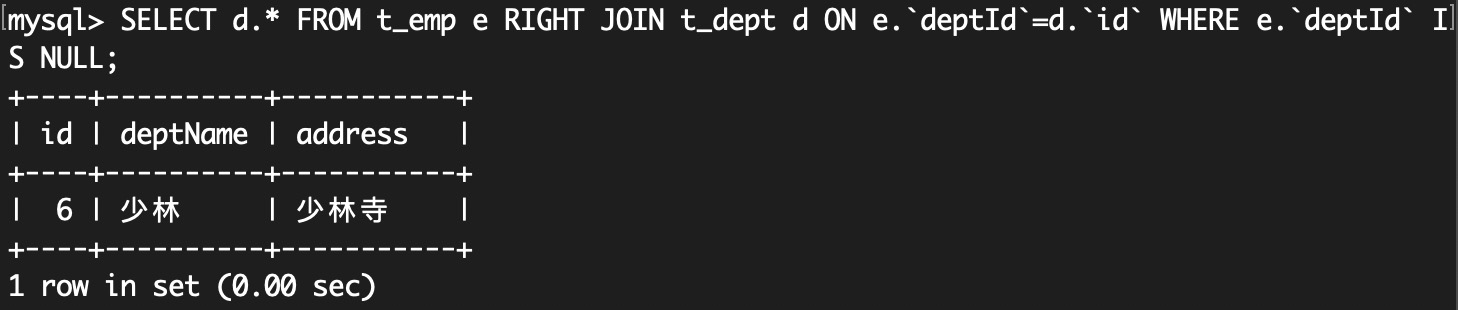 mysql> SELECT d.* FROM t_emp e RIGHT JOIN t_dept d ON e.`deptId`=d.`id` WHERE e.`deptId` I
S NULL;
+----+----------+-----------+
| id | deptName | address   |
+----+----------+-----------+
|  6 | 少林     | 少林寺    |
+----+----------+-----------+
1 row in set (0.00 sec)